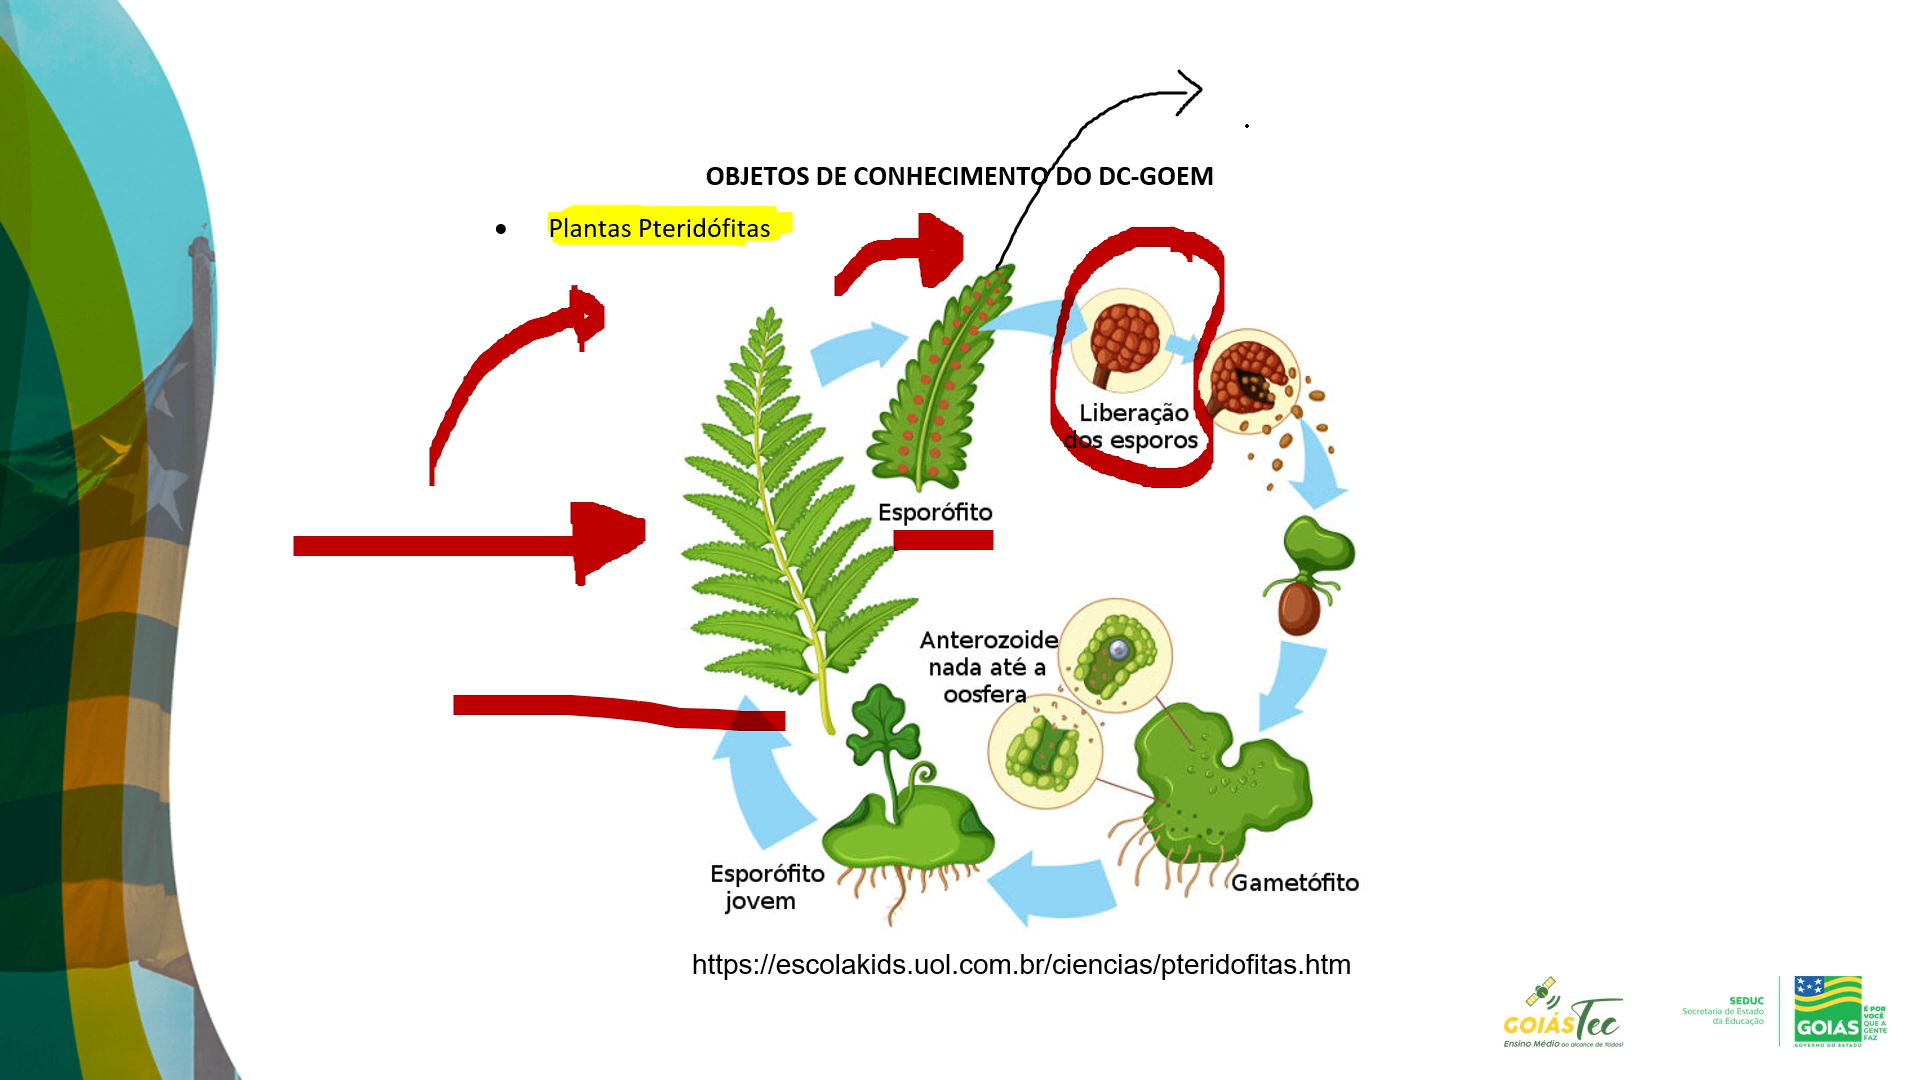 OBJETOS DE CONHECIMENTO DO DC-GOEM
• Plantas Pteridófitas
Liberação
dos esporos
Esporófito
Anterozoide
nada até a
oosfera
Esporófito
jovem
Gametófito
https://escolakids.uol.com.br/ciencias/pteridofitas.htm
GOIÁS Tec
Ensino Médio ao alcance de todos!
SEDUC
Secretaria de Estado
da Educação
GOIÁS
GOVERNO DO ESTADO
É POR
VOCÊ
QUE A
GENTE
FAZ